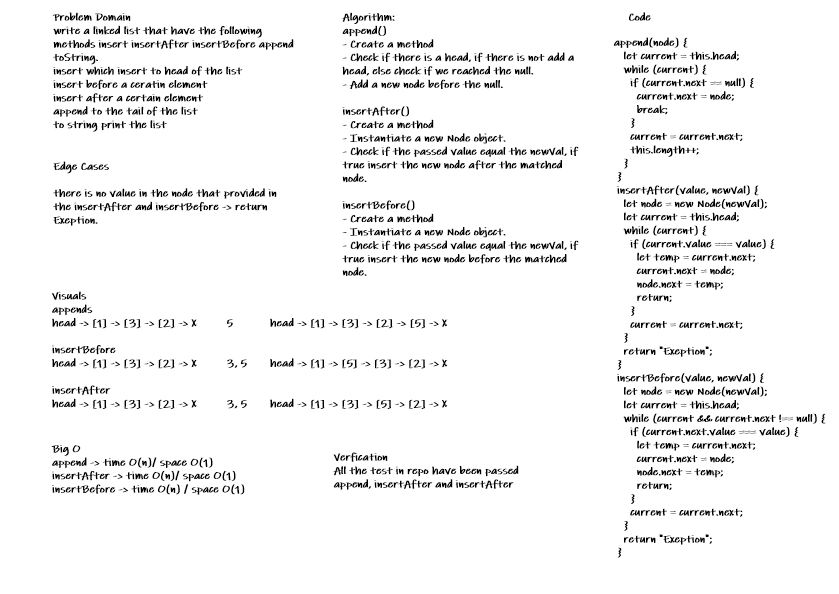 Problem Domain
write a linked list that have the following
methods insert insertAfter insertBefore append
toString.
insert which insert to head of the list
insert before a ceratin element
insert after a certain element
append to the tail of the list
to string print the list
Edge Cases
there is no value in the node that provided in
the insertAfter and insertBefore -> return
Exeption.
Algorithm:
append()
- Create a method
- Check if there is a head, if there is not add a
head, else check if we reached the null.
- Add a new node before the null.
insertAfter()
- Create a method
- Instantiate a new Node object.
- Check if the passed value equal the newVal, if
true insert the new node after the matched
node.
insertBefore()
- Create a method
- Instantiate a new Node object.
- Check if the passed value equal the newVal, if
true insert the new node before the matched
node.
Visuals
appends
head -> [1] -> [3] -> [2] -> X 5 head -> [1] -> [3] -> [2] -> [5] -> X
insertBefore
head -> [1] -> [3] -> [2] -> X 3, 5 head -> [1] -> [5] -> [3] -> [2] -> X
insertAfter
head -> [1] -> [3] -> [2] -> X 3, 5 head -> [1] -> [3] -> [5] -> [2] -> X
Big O
append -> time O(n)/ space O(1)
insertAfter -> time O(n)/ space O(1)
insertBefore -> time O(n) / space O(1)
Verfication
All the test in repo have been passed
append, insertAfter and insertAfter
Code
append(node) {
let current = this.head;
while (current) {
if (current.next == null) {
current.next = node;
break;
}
current = current.next;
this.length++;
}
}
insertAfter(value, newVal) {
let node = new Node(newVal);
let current = this.head;
while (current) {
if (current.value === value) {
let temp = current.next;
current.next = node;
node.next = temp;
return;
}
current = current.next;
}
return "Exeption";
}
insertBefore(value, newVal) {
let node = new Node(newVal);
let current = this.head;
while (current && current.next !== null) {
if (current.next.value === value) {
let temp = current.next;
current.next = node;
node.next = temp;
return;
}
current = current.next;
}
return "Exeption";
}